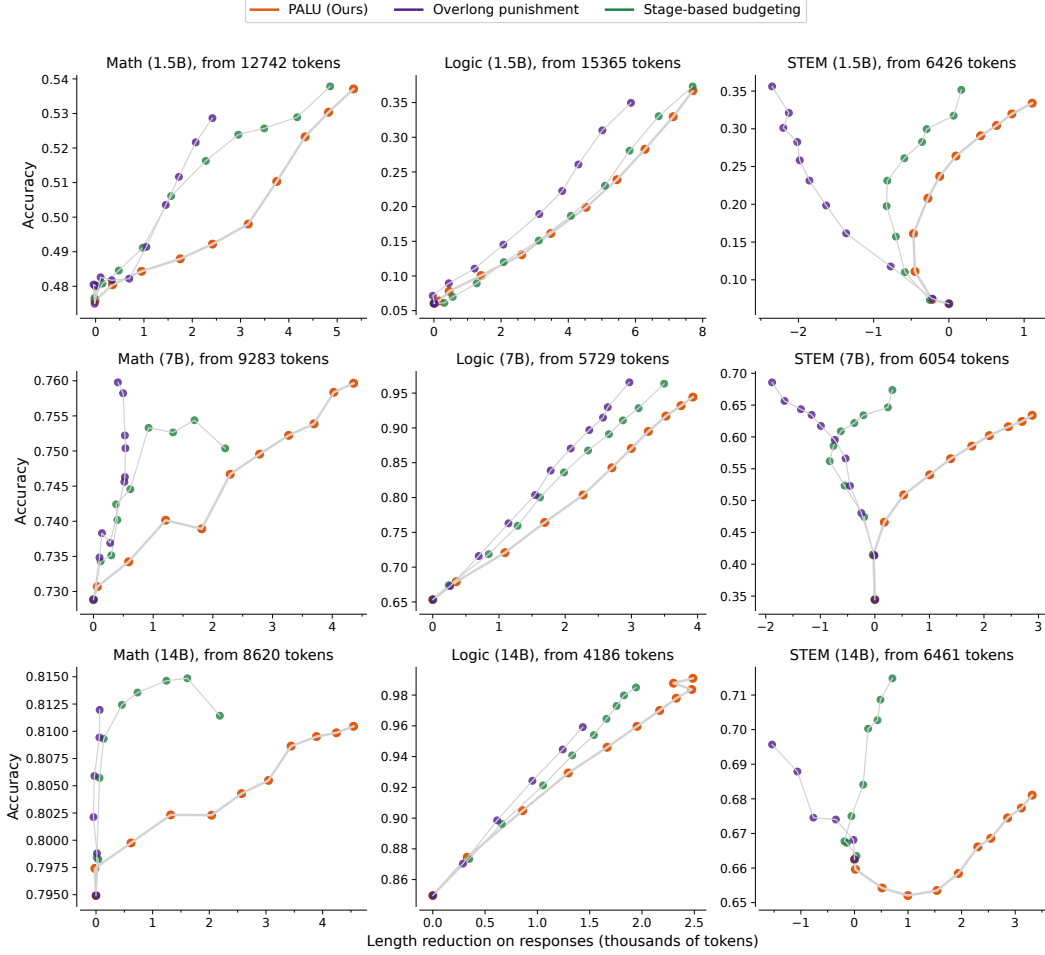 PALU (Ours) Overlong punishment Stage-based budgeting
Math (1.5B), from 12742 tokens
Logic (1.5B), from 15365 tokens
STEM (1.5B), from 6426 tokens
Accuracy
0.54
0.53
0.52
0.51
0.50
0.49
0.48
0 1 2 3 4 5
0.35
0.30
0.25
0.20
0.15
0.10
0.05
0 1 2 3 4 5 6 7 8
0.35
0.30
0.25
0.20
0.15
0.10
−2 −1 0 1
Math (7B), from 9283 tokens
Logic (7B), from 5729 tokens
STEM (7B), from 6054 tokens
Accuracy
0.760
0.755
0.750
0.745
0.740
0.735
0.730
0 1 2 3 4
0.95
0.90
0.85
0.80
0.75
0.70
0.65
0 1 2 3 4
0.70
0.65
0.60
0.55
0.50
0.45
0.40
0.35
−2 −1 0 1 2 3
Math (14B), from 8620 tokens
Logic (14B), from 4186 tokens
STEM (14B), from 6461 tokens
Accuracy
0.8150
0.8125
0.8100
0.8075
0.8050
0.8025
0.8000
0.7975
0.7950
0 1 2 3 4
0.98
0.96
0.94
0.92
0.90
0.88
0.86
0.0 0.5 1.0 1.5 2.0 2.5
0.71
0.70
0.69
0.68
0.67
0.66
0.65
−1 0 1 2 3
Length reduction on responses (thousands of tokens)